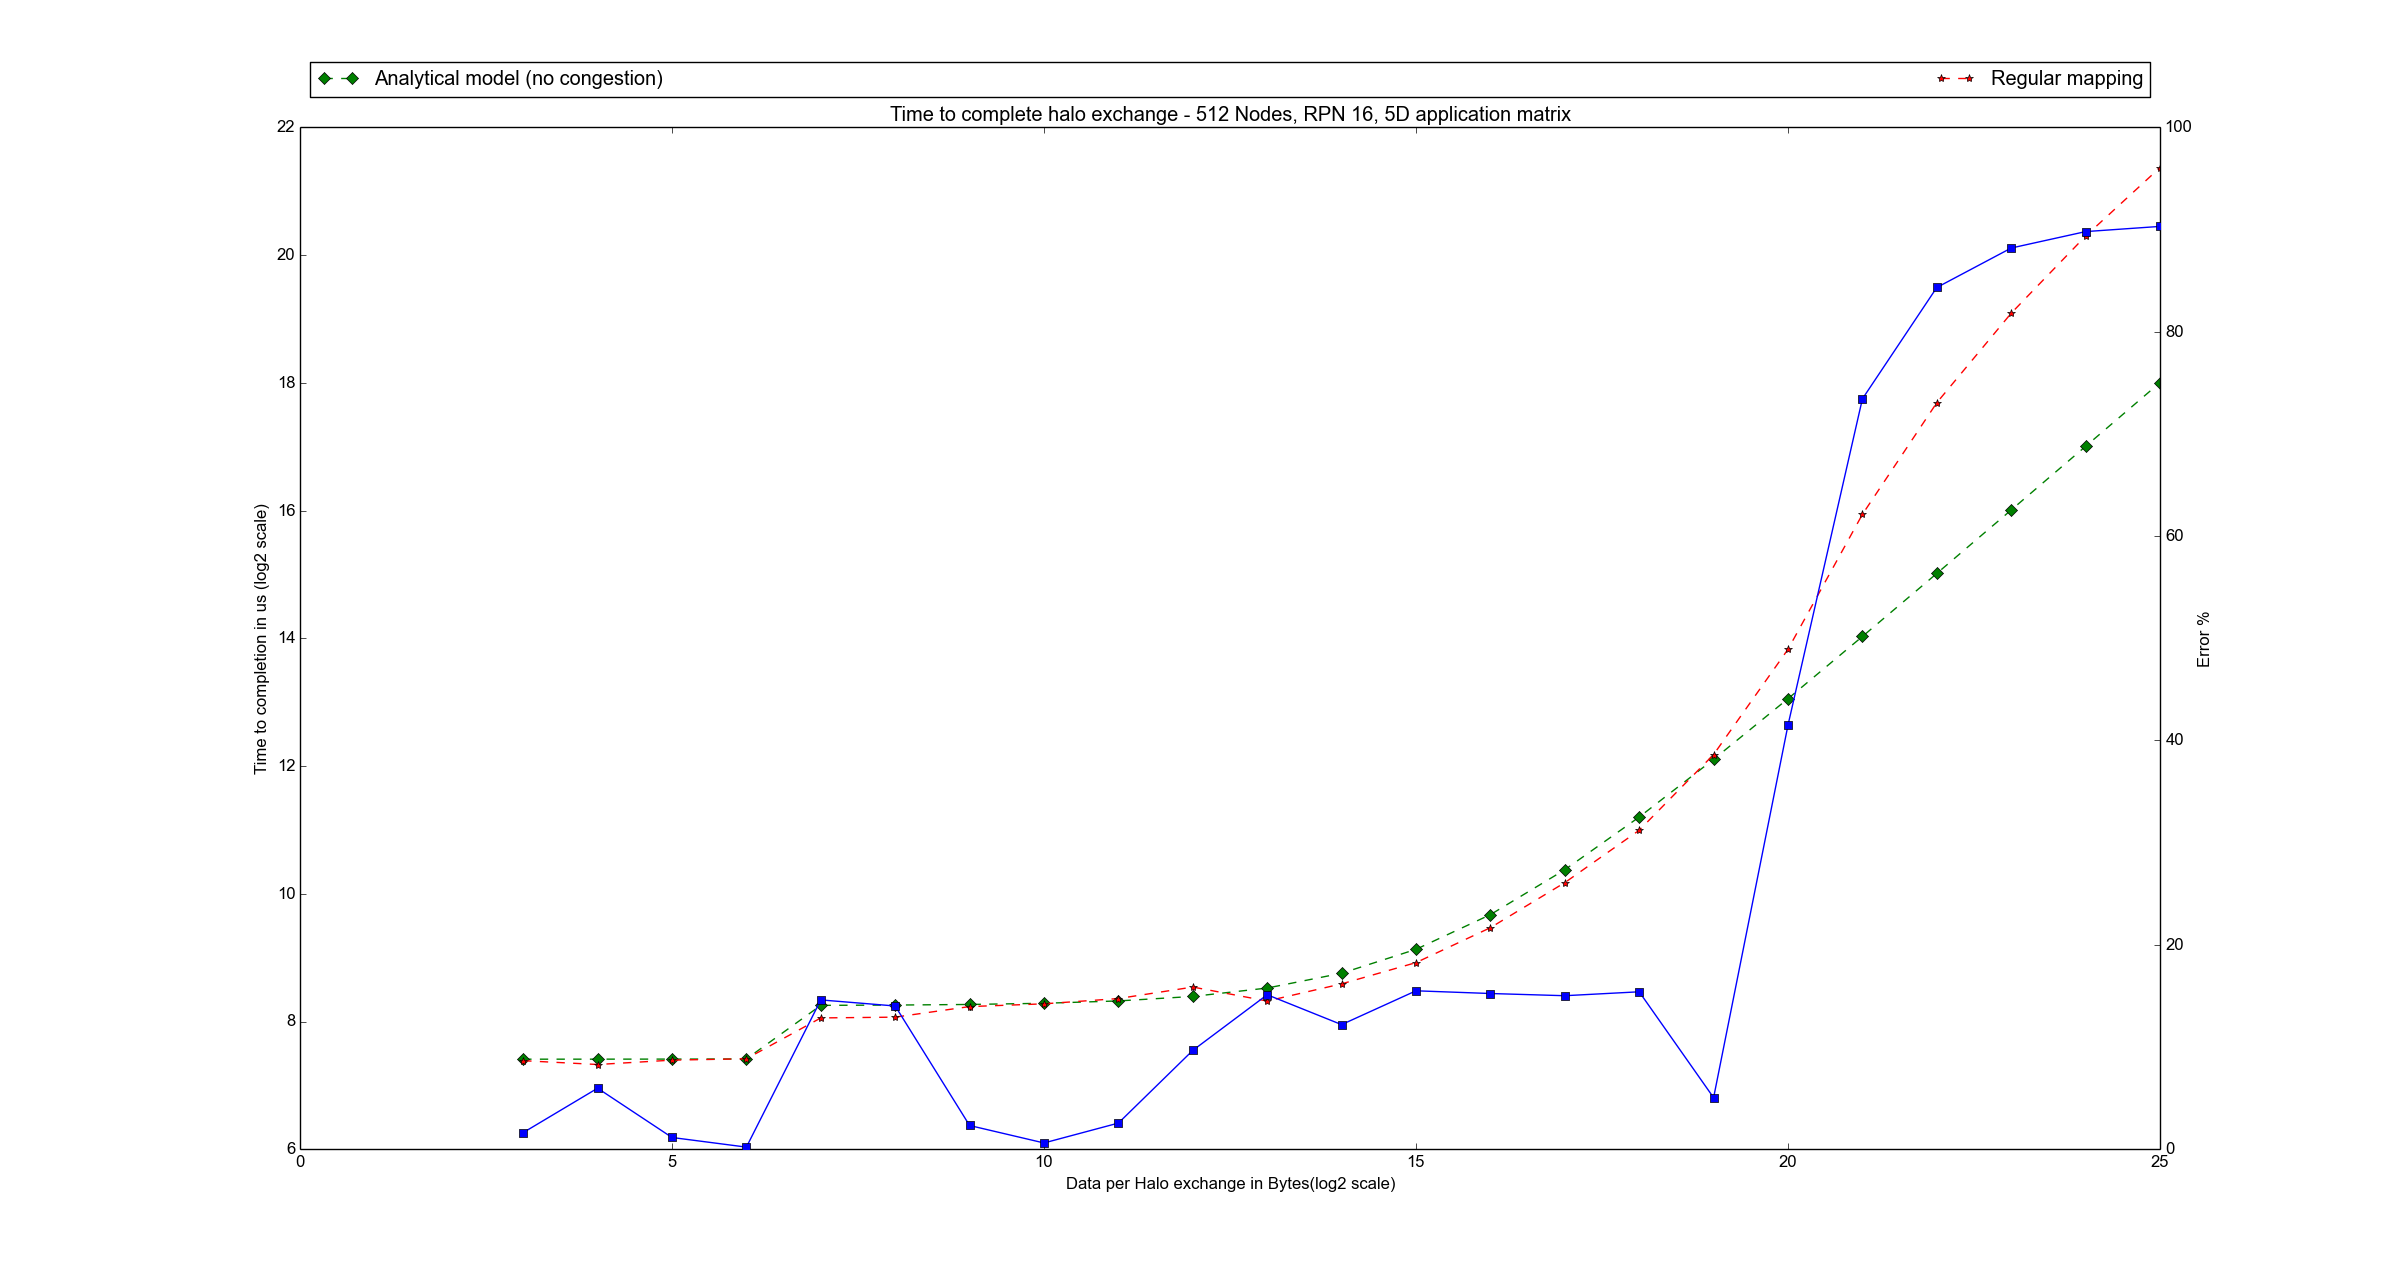 Analytical model (no congestion) Regular mapping
Time to complete halo exchange - 512 Nodes, RPN 16, 5D application matrix
22
20
18
16
14
12
10
8
6
Time to completion in us (log2 scale)
100
80
60
40
20
0
Error %
0 5 10 15 20 25
Data per Halo exchange in Bytes(log2 scale)